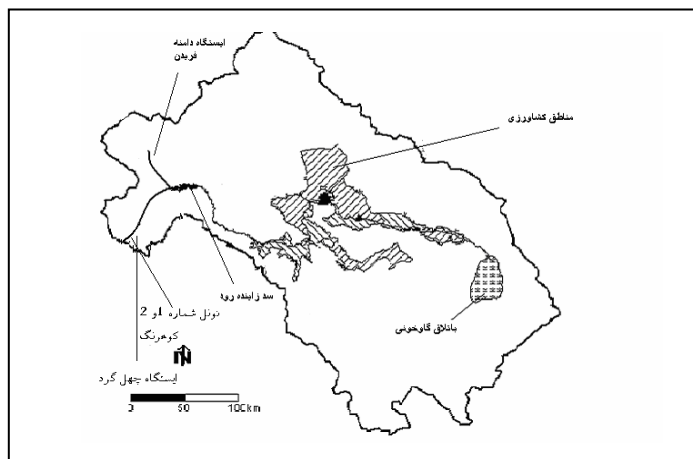 ایستگاه دامنه
فریدن
مناطق کشاورزی
سد زاینده رود
تونل شماره 1و 2
کوهرنگ
باتلاق گاوخونی
ایستگاه چهل گرد
N
0 50 100km